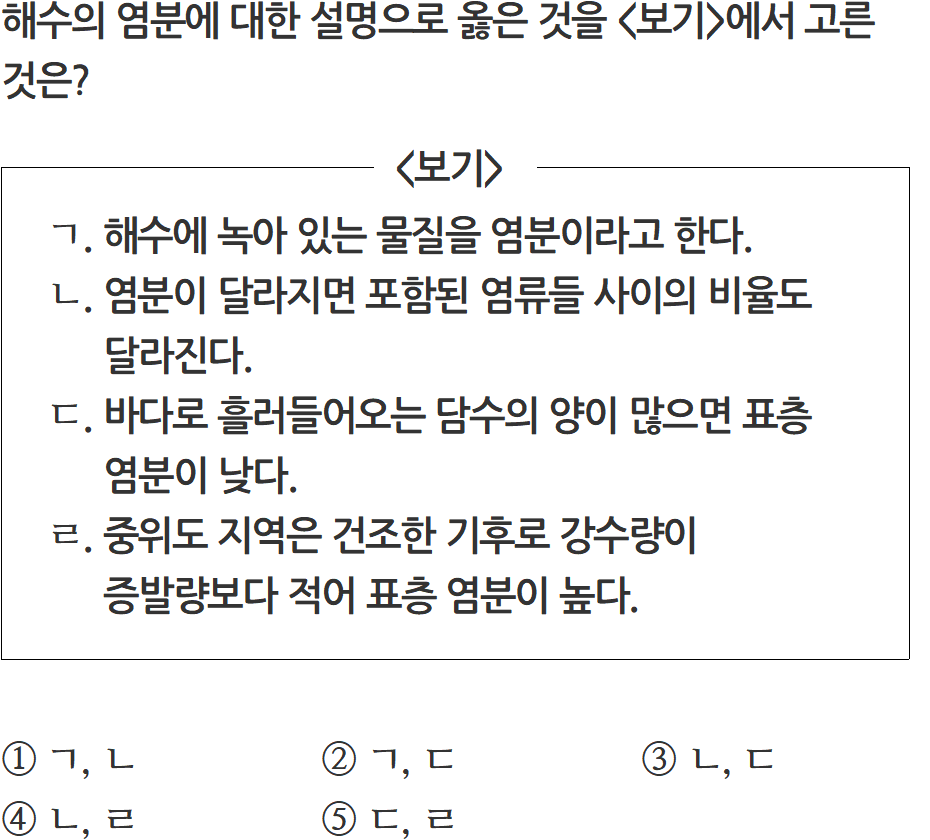 해수의 염분에 대한 설명으로 옳은 것을 <보기>에서 고른
것은?
<보기>
ㄱ. 해수에 녹아 있는 물질을 염분이라고 한다.
ㄴ. 염분이 달라지면 포함된 염류들 사이의 비율도
달라진다.
ㄷ. 바다로 흘러들어오는 담수의 양이 많으면 표층
염분이 낮다.
ㄹ. 중위도 지역은 건조한 기후로 강수량이
증발량보다 적어 표층 염분이 높다.
① ㄱ, ㄴ ② ㄱ, ㄷ ③ ㄴ, ㄷ
④ ㄴ, ㄹ ⑤ ㄷ, ㄹ